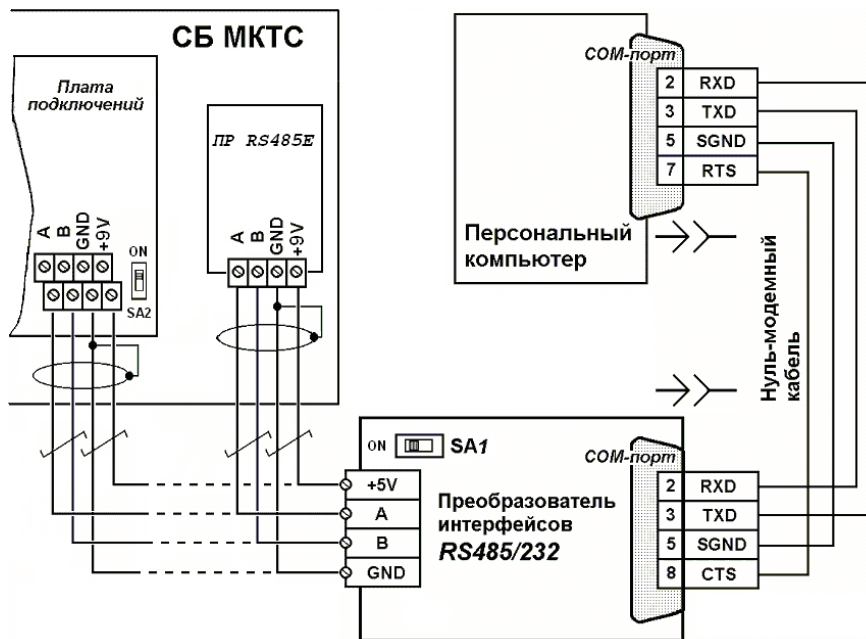 СБ МКТС
Плата
подключений
A B GND +9V
ON
SA2
ПР RS485E
A B GND +9V
COM-порт
2 RXD
3 TXD
5 SGND
7 RTS
Персональный
компьютер
Нуль-модемный
кабель
ON SA1
+5V
A
B
GND
Преобразователь
интерфейсов
RS485/232
COM-порт
2 RXD
3 TXD
5 SGND
8 CTS